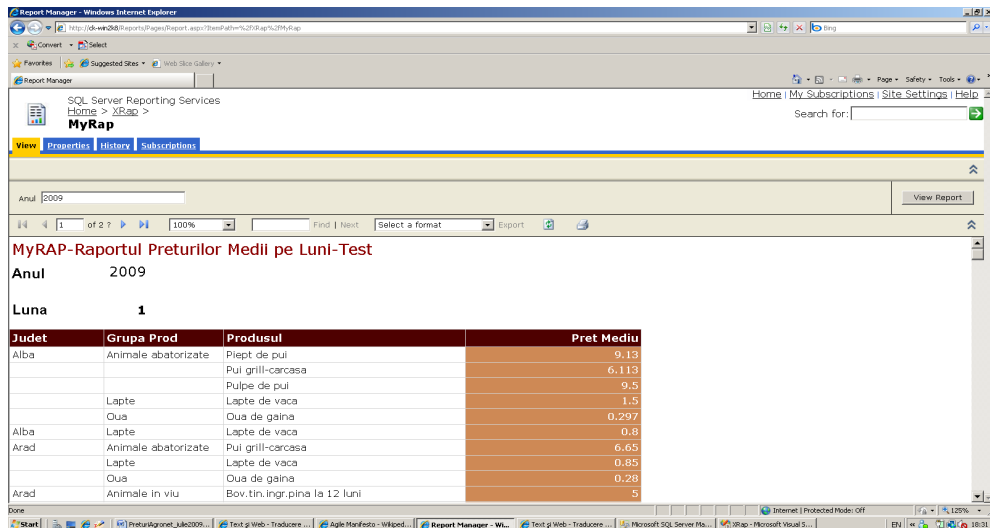 Report Manager - Windows Internet Explorer
http://dk-win2k8/Reports/Pages/Report.aspx?ItemPath=%2fXRap%2fMyRap
Bing
x Convert Select
Favorites Suggested Sites Web Slice Gallery
Report Manager
Page Safety Tools
SQL Server Reporting Services
Home | My Subscriptions | Site Settings | Help
Home > XRap >
MyRap
Search for:
View Properties History Subscriptions
Anul 2009
View Report
1 of 2 ? 100% Find | Next Select a format Export
MyRAP-Raportul Preturilor Medii pe Luni-Test
Anul 2009
Luna 1
Judet Grupa Prod Produsul Pret Mediu
Alba Animale abatorizate Piept de pui 9.13
Pui grill-carcasa 6.113
Pulpe de pui 9.5
Lapte Lapte de vaca 1.5
Oua Oua de gaina 0.297
Alba Lapte Lapte de vaca 0.8
Arad Animale abatorizate Pui grill-carcasa 6.65
Lapte Lapte de vaca 0.85
Oua Oua de gaina 0.28
Arad Animale in viu Bov.tin.ingr.pina la 12 luni 5
Done
Internet | Protected Mode: Off
125%
Start
PreturiAgronet_iulie2009...
Text şi Web - Traducere ...
Agile Manifesto - Wikiped...
Report Manager - Wi...
Text şi Web - Traducere ...
Microsoft SQL Server Ma...
XRap - Microsoft Visual S...
EN
18:31